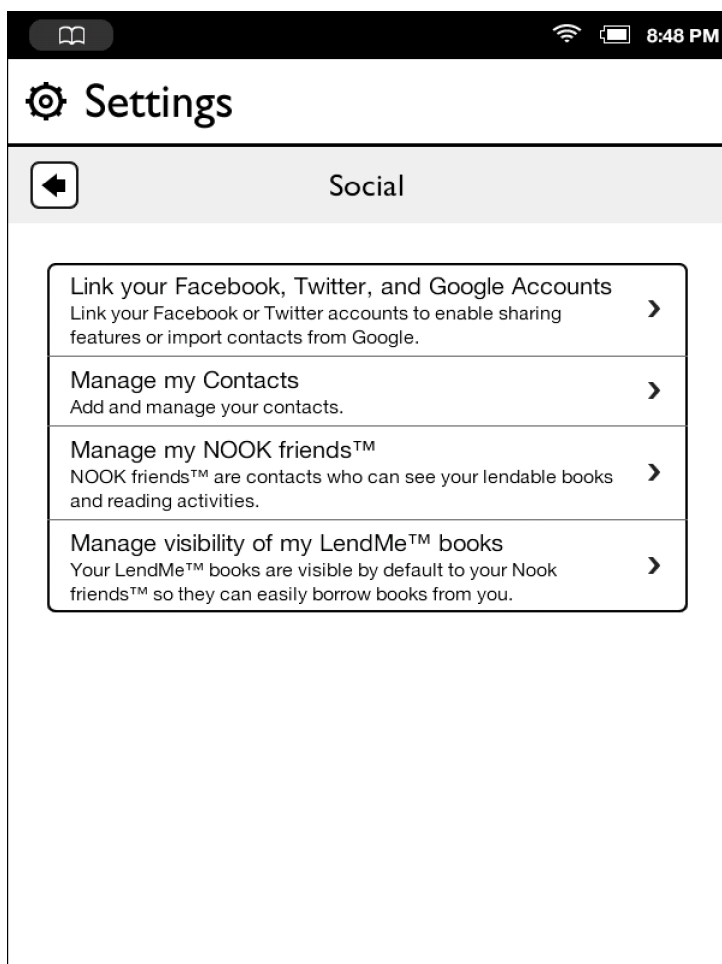 8:48 PM
Settings
Social
Link your Facebook, Twitter, and Google Accounts
Link your Facebook or Twitter accounts to enable sharing
features or import contacts from Google.
Manage my Contacts
Add and manage your contacts.
Manage my NOOK friends™
NOOK friends™ are contacts who can see your lendable books
and reading activities.
Manage visibility of my LendMe™ books
Your LendMe™ books are visible by default to your Nook
friends™ so they can easily borrow books from you.